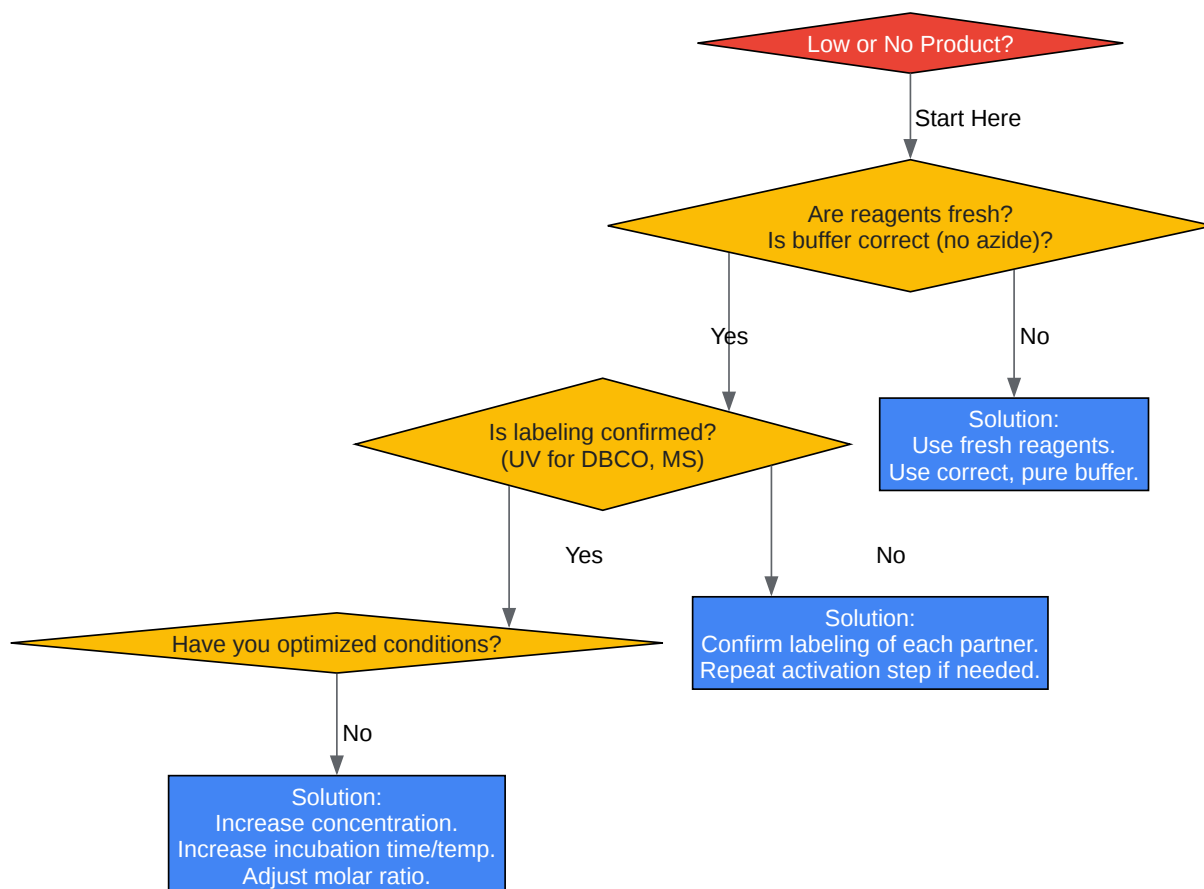 Low or No Product?
Start Here
Are reagents fresh?
Is buffer correct (no azide)?
Yes
No
Is labeling confirmed?
(UV for DBCO, MS)
Solution:
Use fresh reagents.
Use correct, pure buffer.
Yes
No
Have you optimized conditions?
Solution:
Confirm labeling of each partner.
Repeat activation step if needed.
No
Solution:
Increase concentration.
Increase incubation time/temp.
Adjust molar ratio.